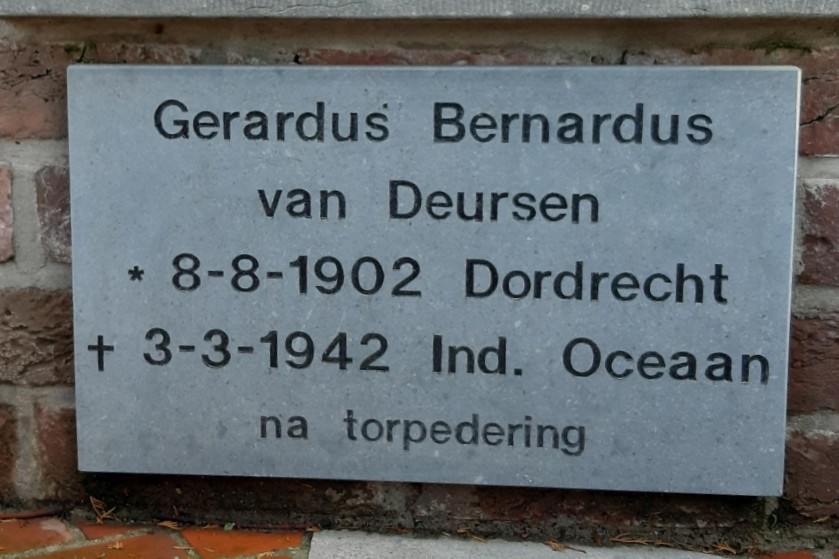 Gerardus Bernardus
van Deursen
* 8-8-1902 Dordrecht
† 3-3-1942 Ind. Oceaan
na torpedering